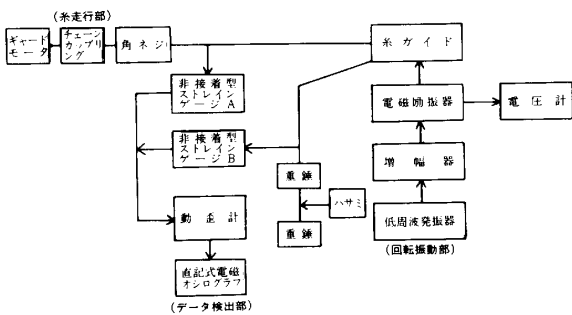 (糸走行部)
ギャード
モータ
チェーン
カップリ
ング
角ネジ
糸ガイド
非接着型
ストレイン
ゲージA
電磁励振器
電圧計
非接着型
ストレイン
ゲージB
増幅器
重錘
ハサミ
動歪計
重錘
低周波発振器
(回転振動部)
直記式電磁
オシログラフ
(データ検出部)